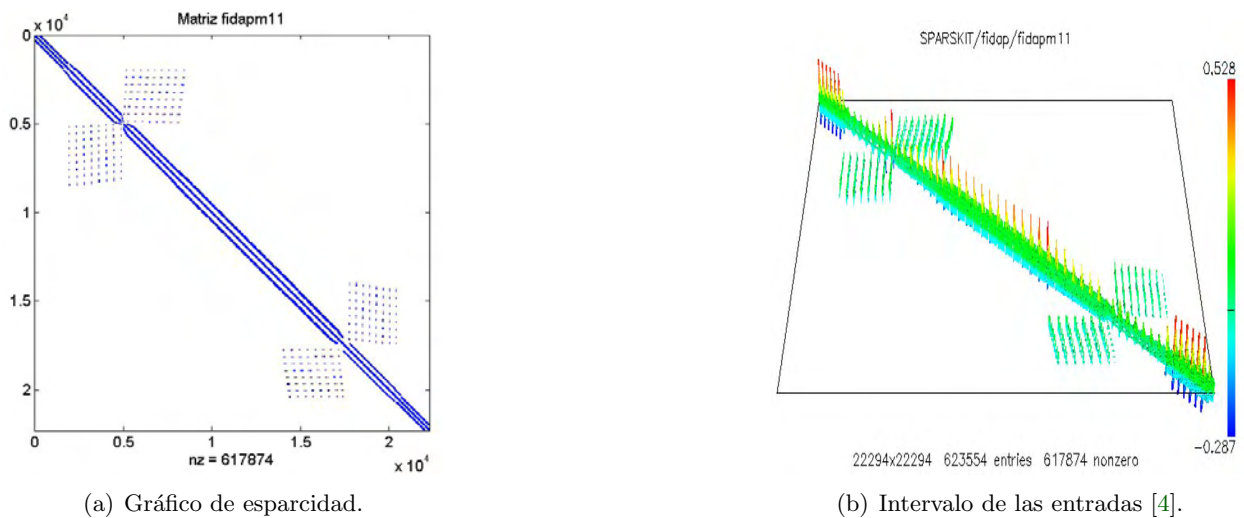 Matriz fidapm11
x 10^4
0
0.5
1
1.5
2
0 0.5 1 1.5 2
nz = 617874
x 10^4
(a) Gráfico de esparcidad.
SPARSKIT/fidap/fidapm11
0.528
−0.287
22294x22294 623554 entries 617874 nonzero
(b) Intervalo de las entradas [4].